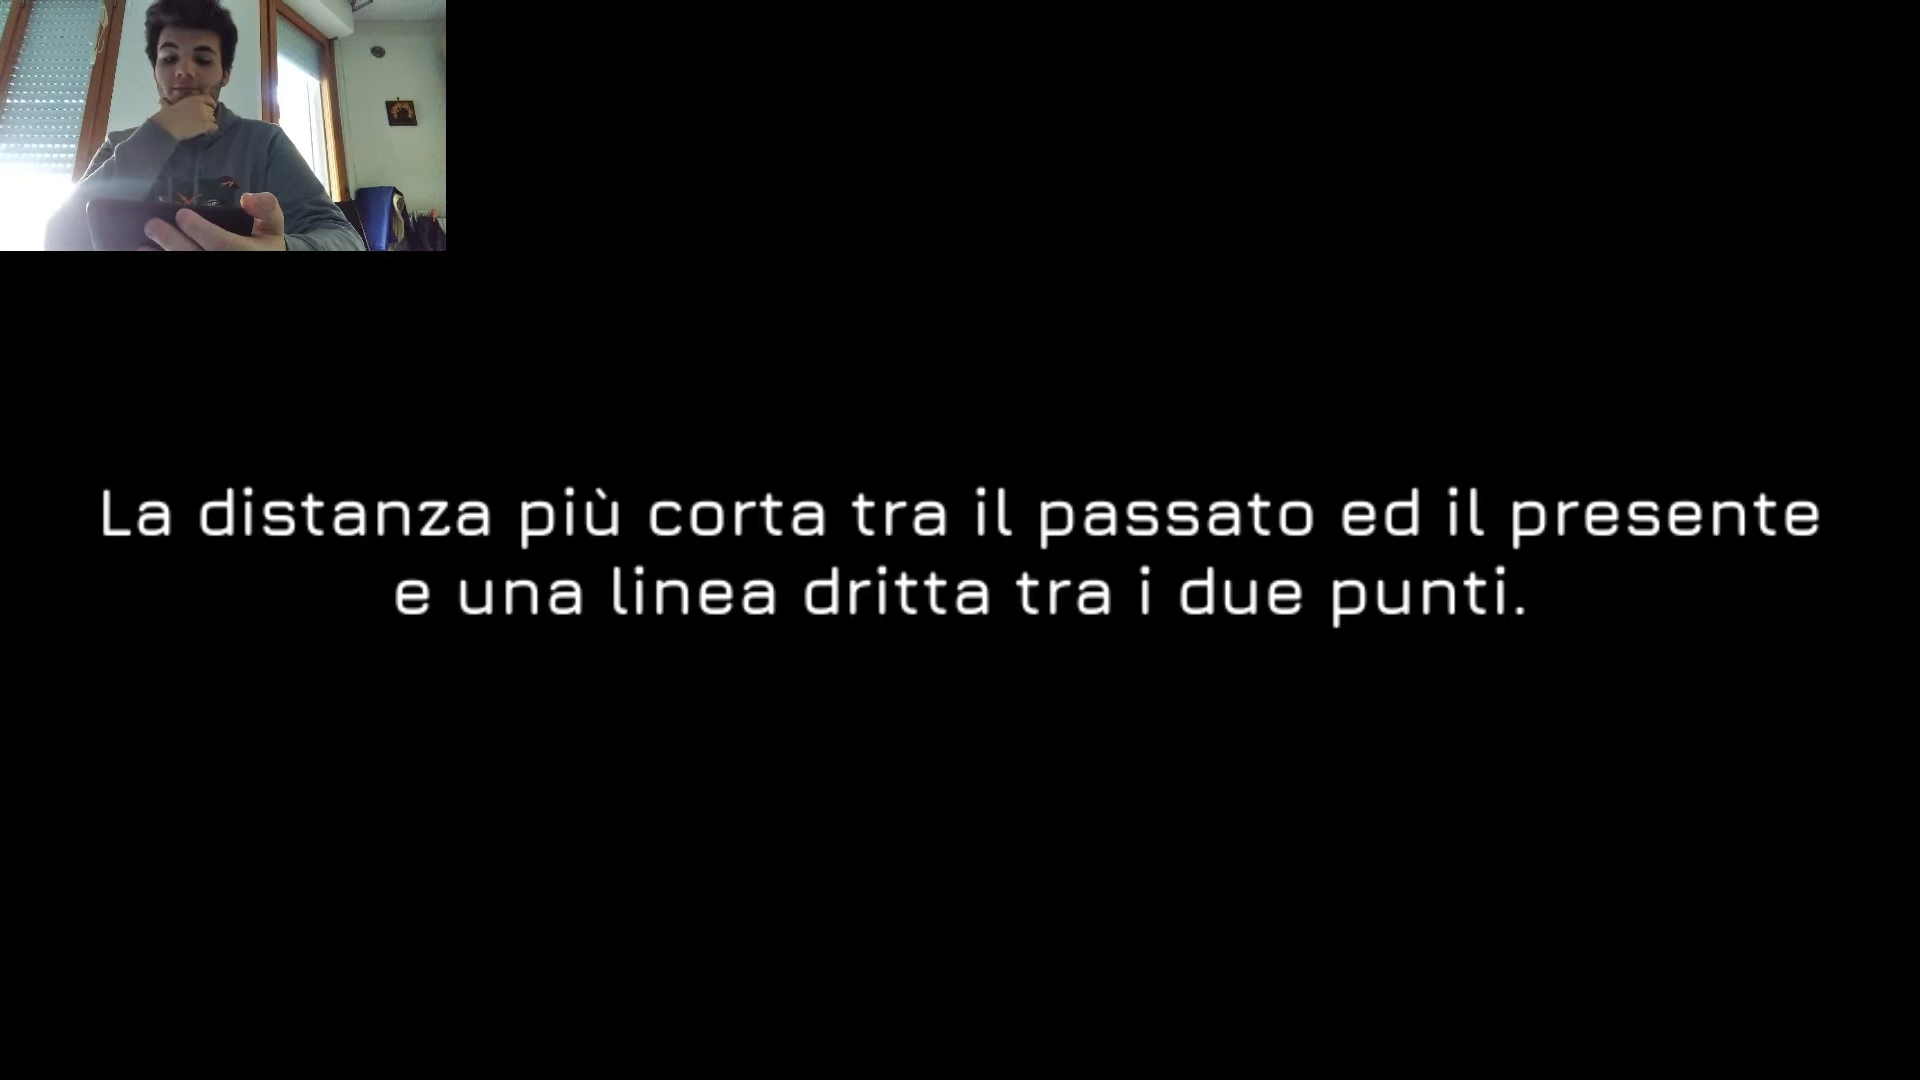 La distanza più corta tra il passato ed il presente
e una linea dritta tra i due punti.